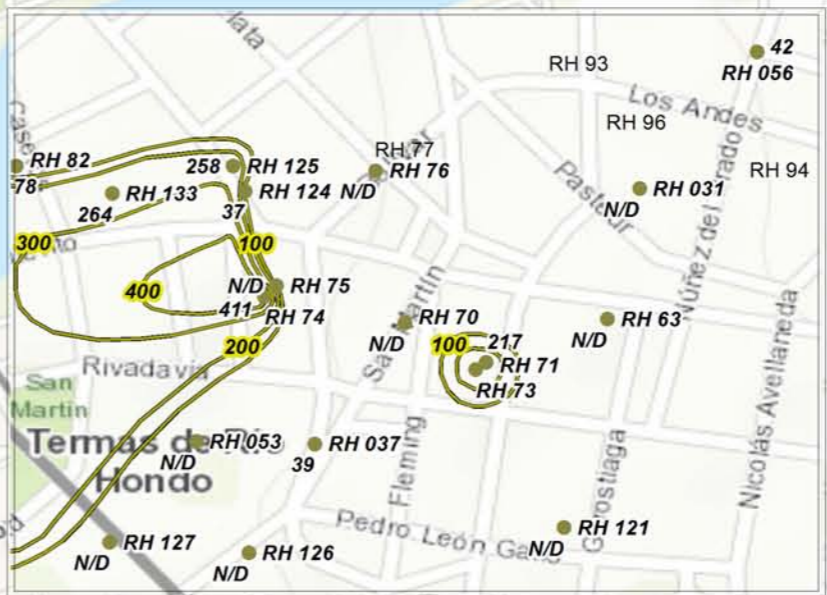 42
RH 056
RH 93
Los Andes
RH 96
RH 77
RH 82
78
258
RH 125
RH 76
N/D
RH 94
RH 133
264
RH 124
37
Pasteur
RH 031
N/D
Núñez del Prado
300
100
400
N/D
RH 75
411
RH 74
San Martín
RH 70
N/D
RH 63
N/D
100
217
RH 71
RH 73
200
Rivadavia
San
Martin
Nicolás Avellaneda
Termas de Río
Hondo
RH 053
N/D
RH 037
39
Fleming
RH 127
N/D
RH 126
N/D
Pedro León Gallo
RH 121
N/D